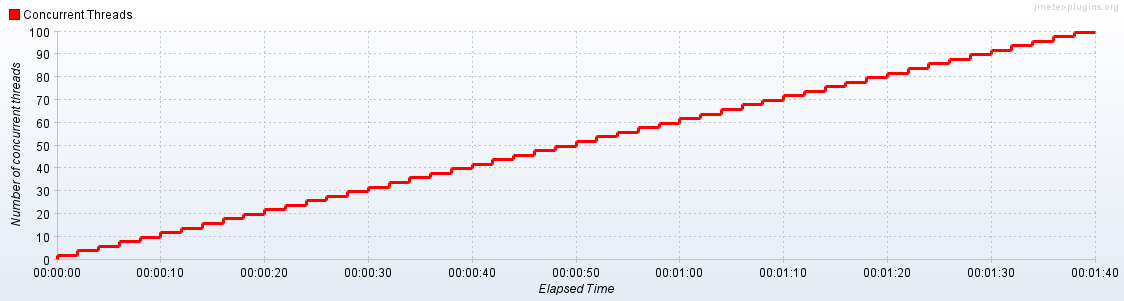 jmeter-plugins.org
Concurrent Threads
100
90
80
70
60
50
40
30
20
10
0
Number of concurrent threads
00:00:00 00:00:10 00:00:20 00:00:30 00:00:40 00:00:50 00:01:00 00:01:10 00:01:20 00:01:30 00:01:40
Elapsed Time